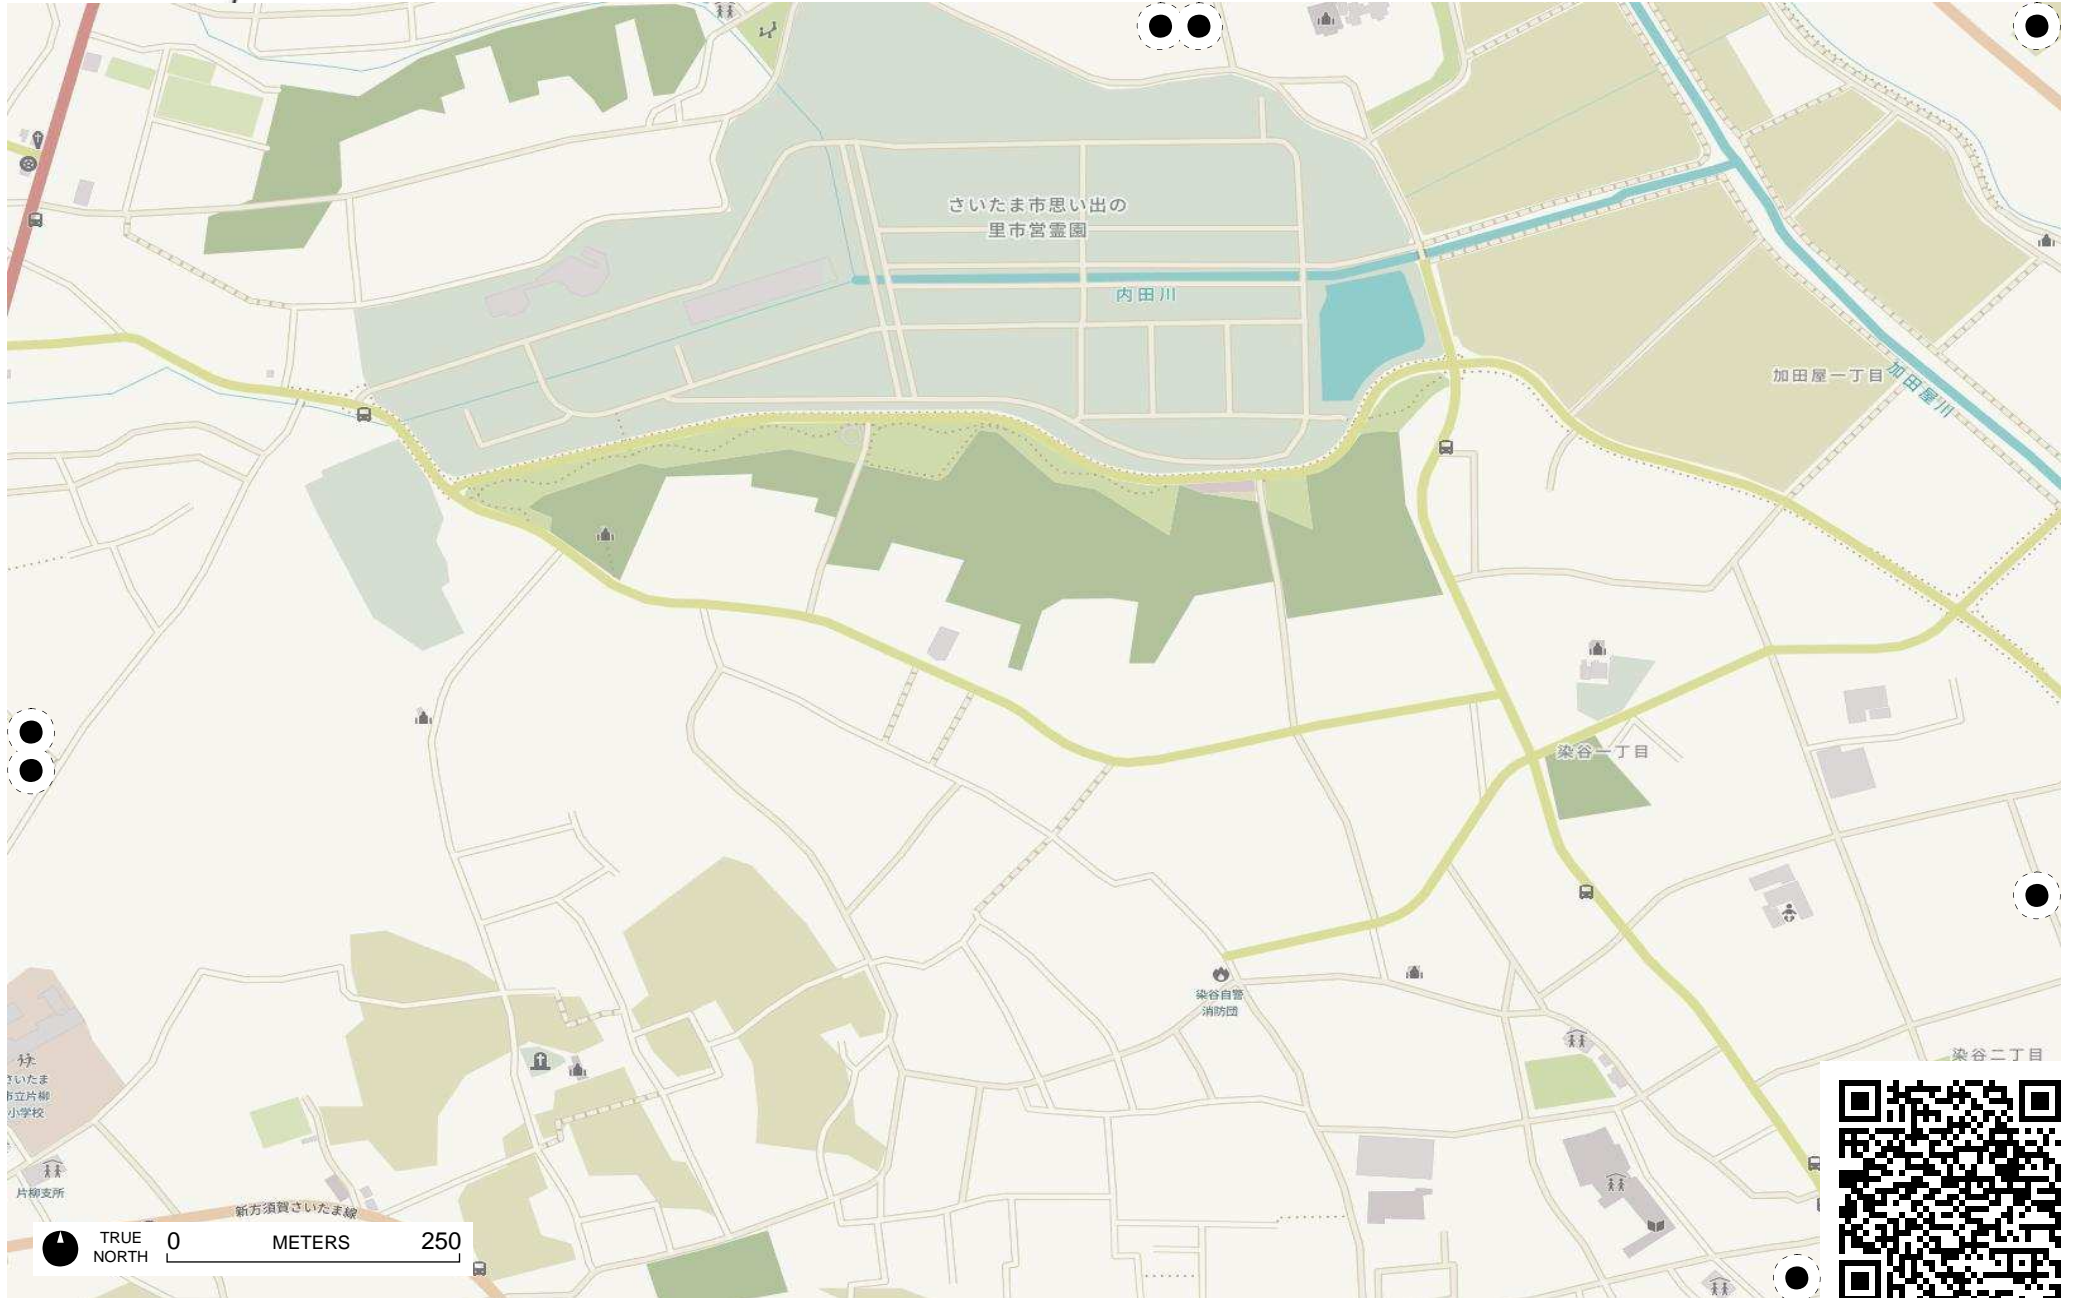 さいたま市思い出の
里市営霊園
内田川
加田屋一丁目
加田屋川
染谷一丁目
染谷自警
消防団
染谷二丁目
さいたま
市立片柳
小学校
片柳支所
新方須賀さいたま線
TRUE
NORTH
0 METERS 250